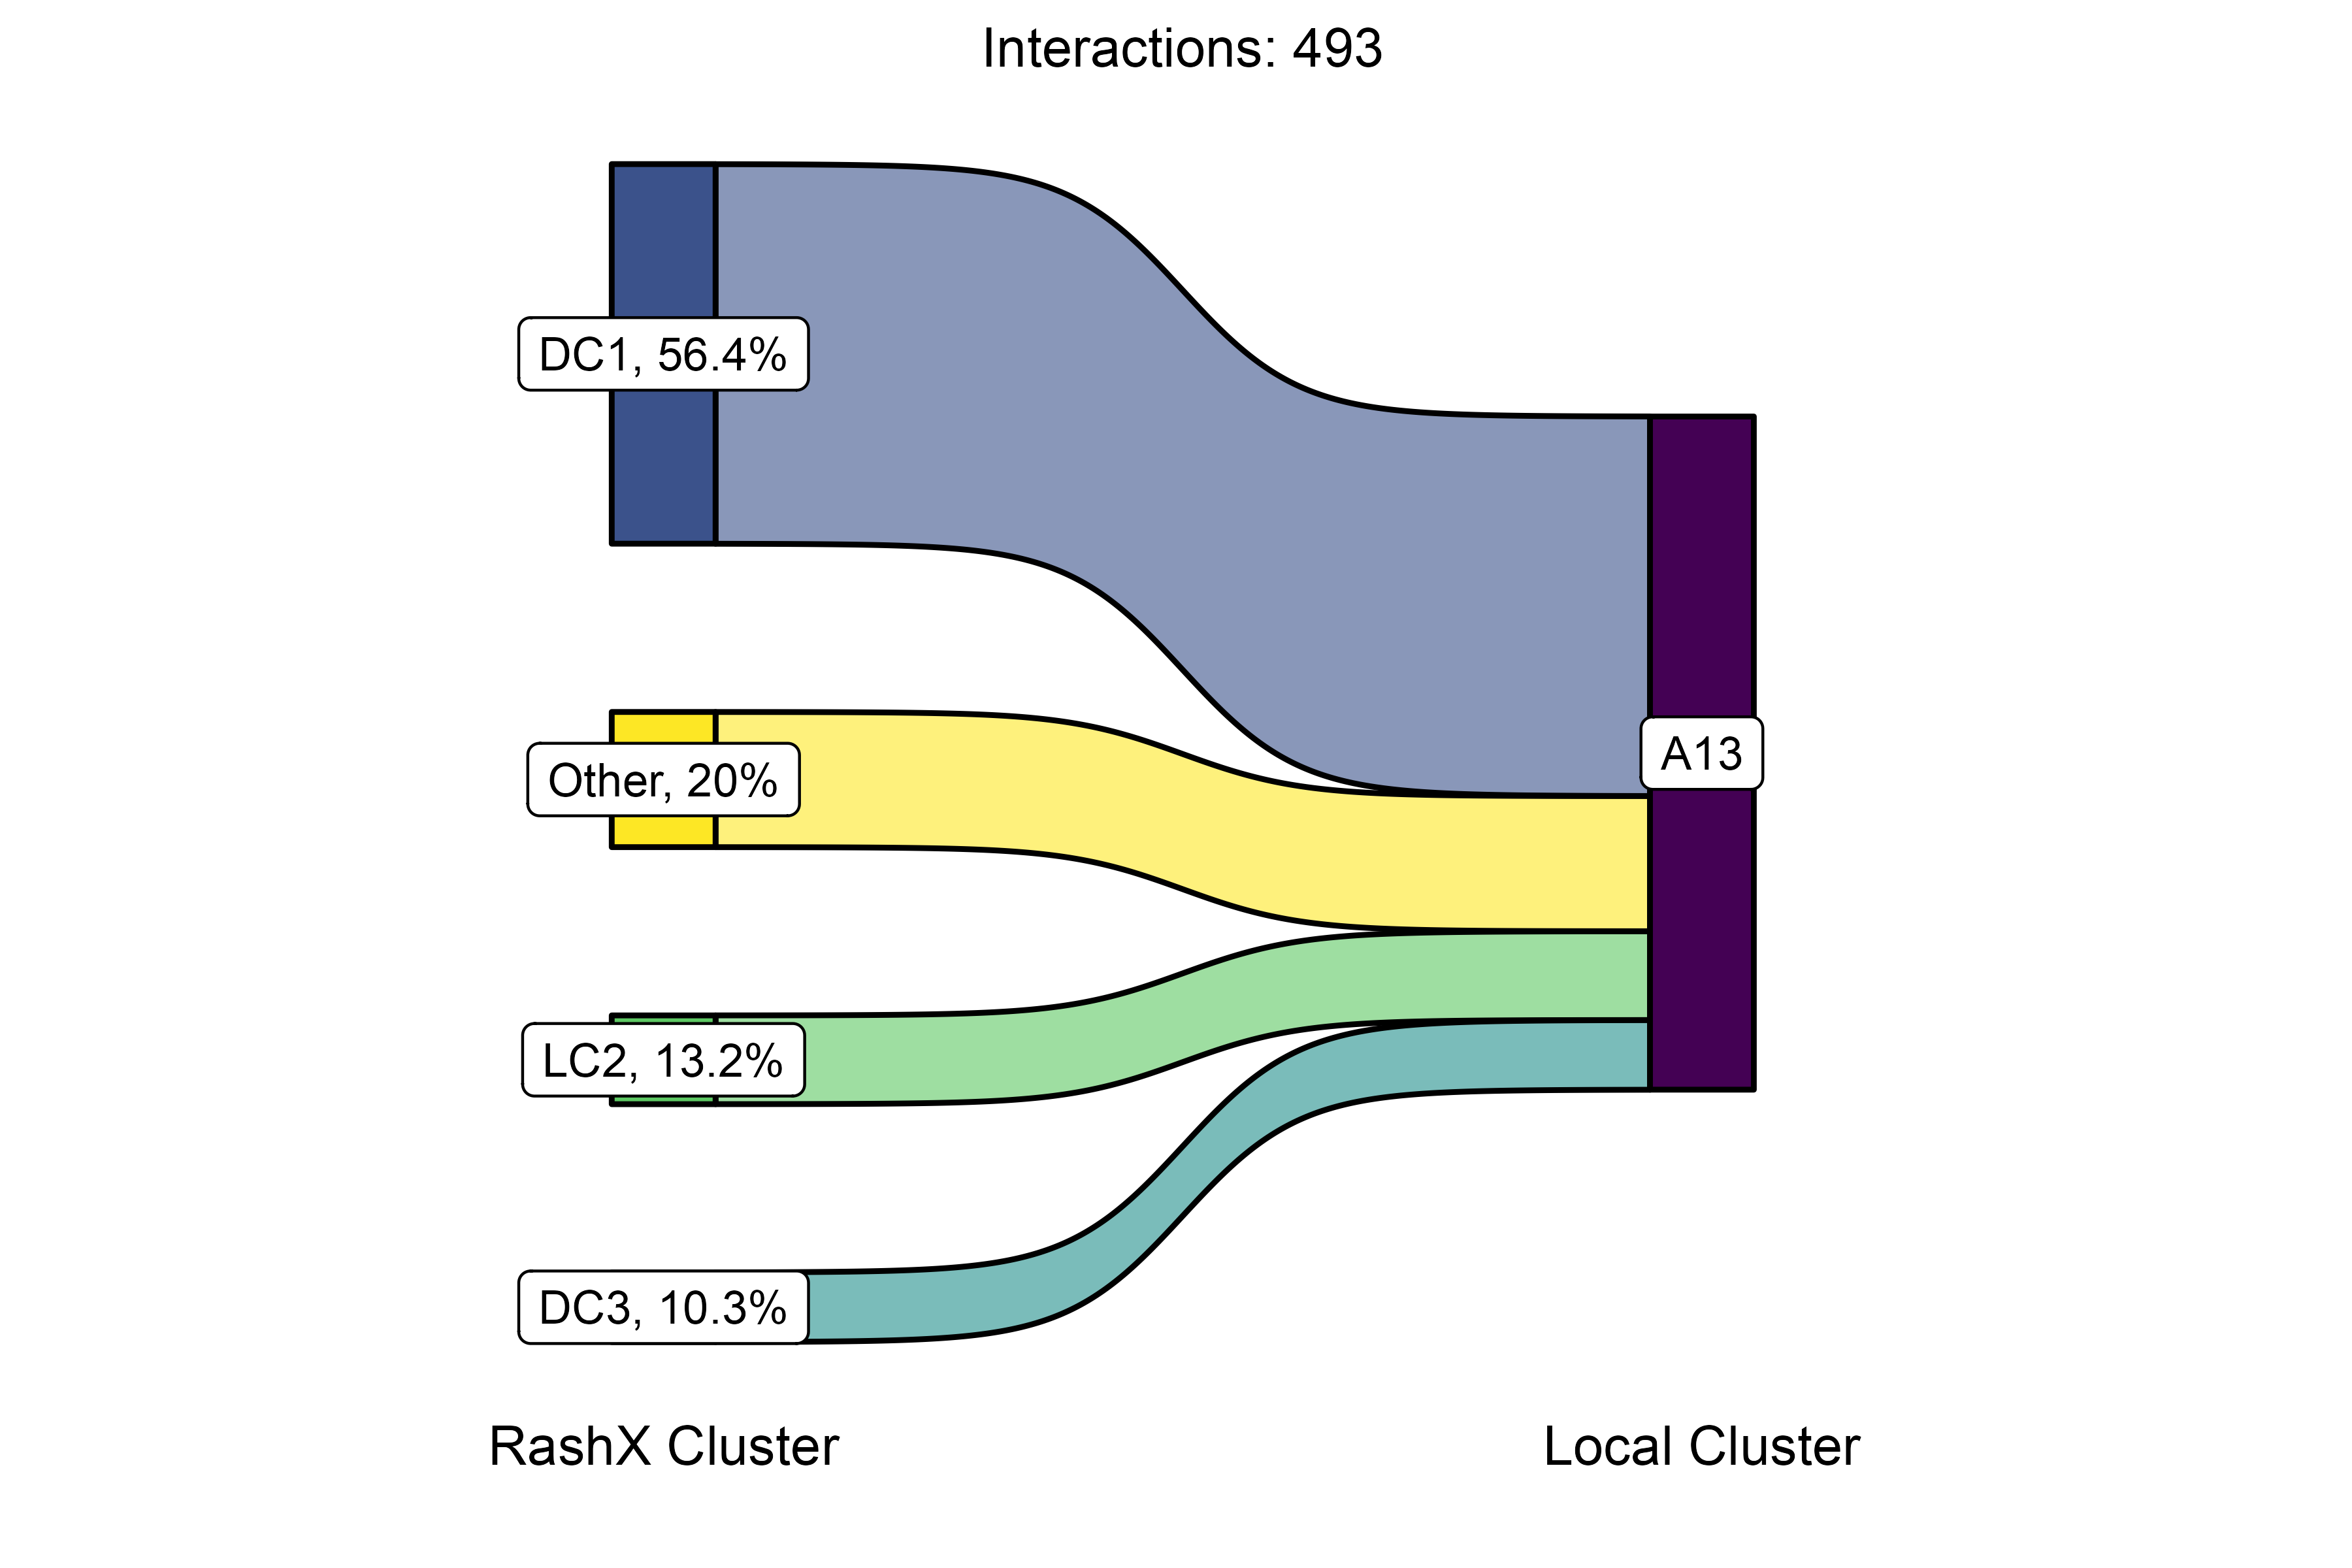 Interactions: 493
DC1, 56.4%
A13
Other, 20%
LC2, 13.2%
DC3, 10.3%
RashX Cluster
Local Cluster